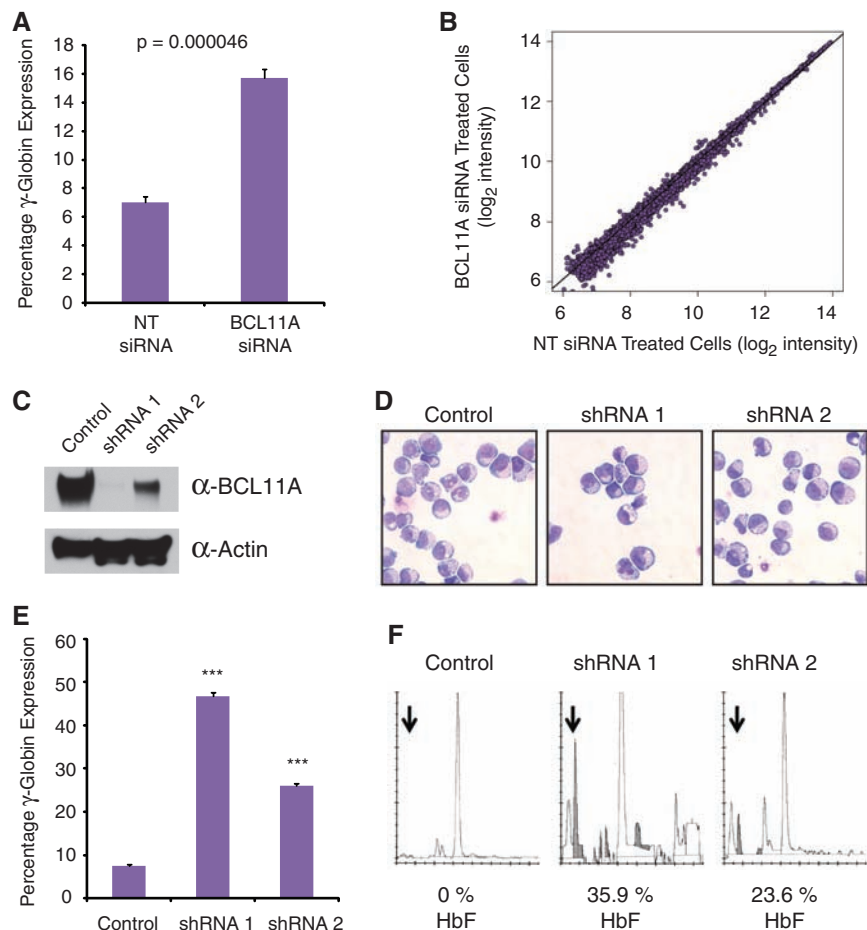 A
p = 0.000046
Percentage γ-Globin Expression
18
16
14
12
10
8
6
4
2
0
NT
siRNA
BCL11A
siRNA
B
BCL11A siRNA Treated Cells
(log2 intensity)
14
12
10
8
6
6 8 10 12 14
NT siRNA Treated Cells (log2 intensity)
C
Control
shRNA 1
shRNA 2
α-BCL11A
α-Actin
D
Control shRNA 1 shRNA 2
E
Percentage γ-Globin Expression
60
50
40
30
20
10
0
***
***
Control shRNA 1 shRNA 2
F
Control shRNA 1 shRNA 2
0 % 35.9 % 23.6 %
HbF HbF HbF